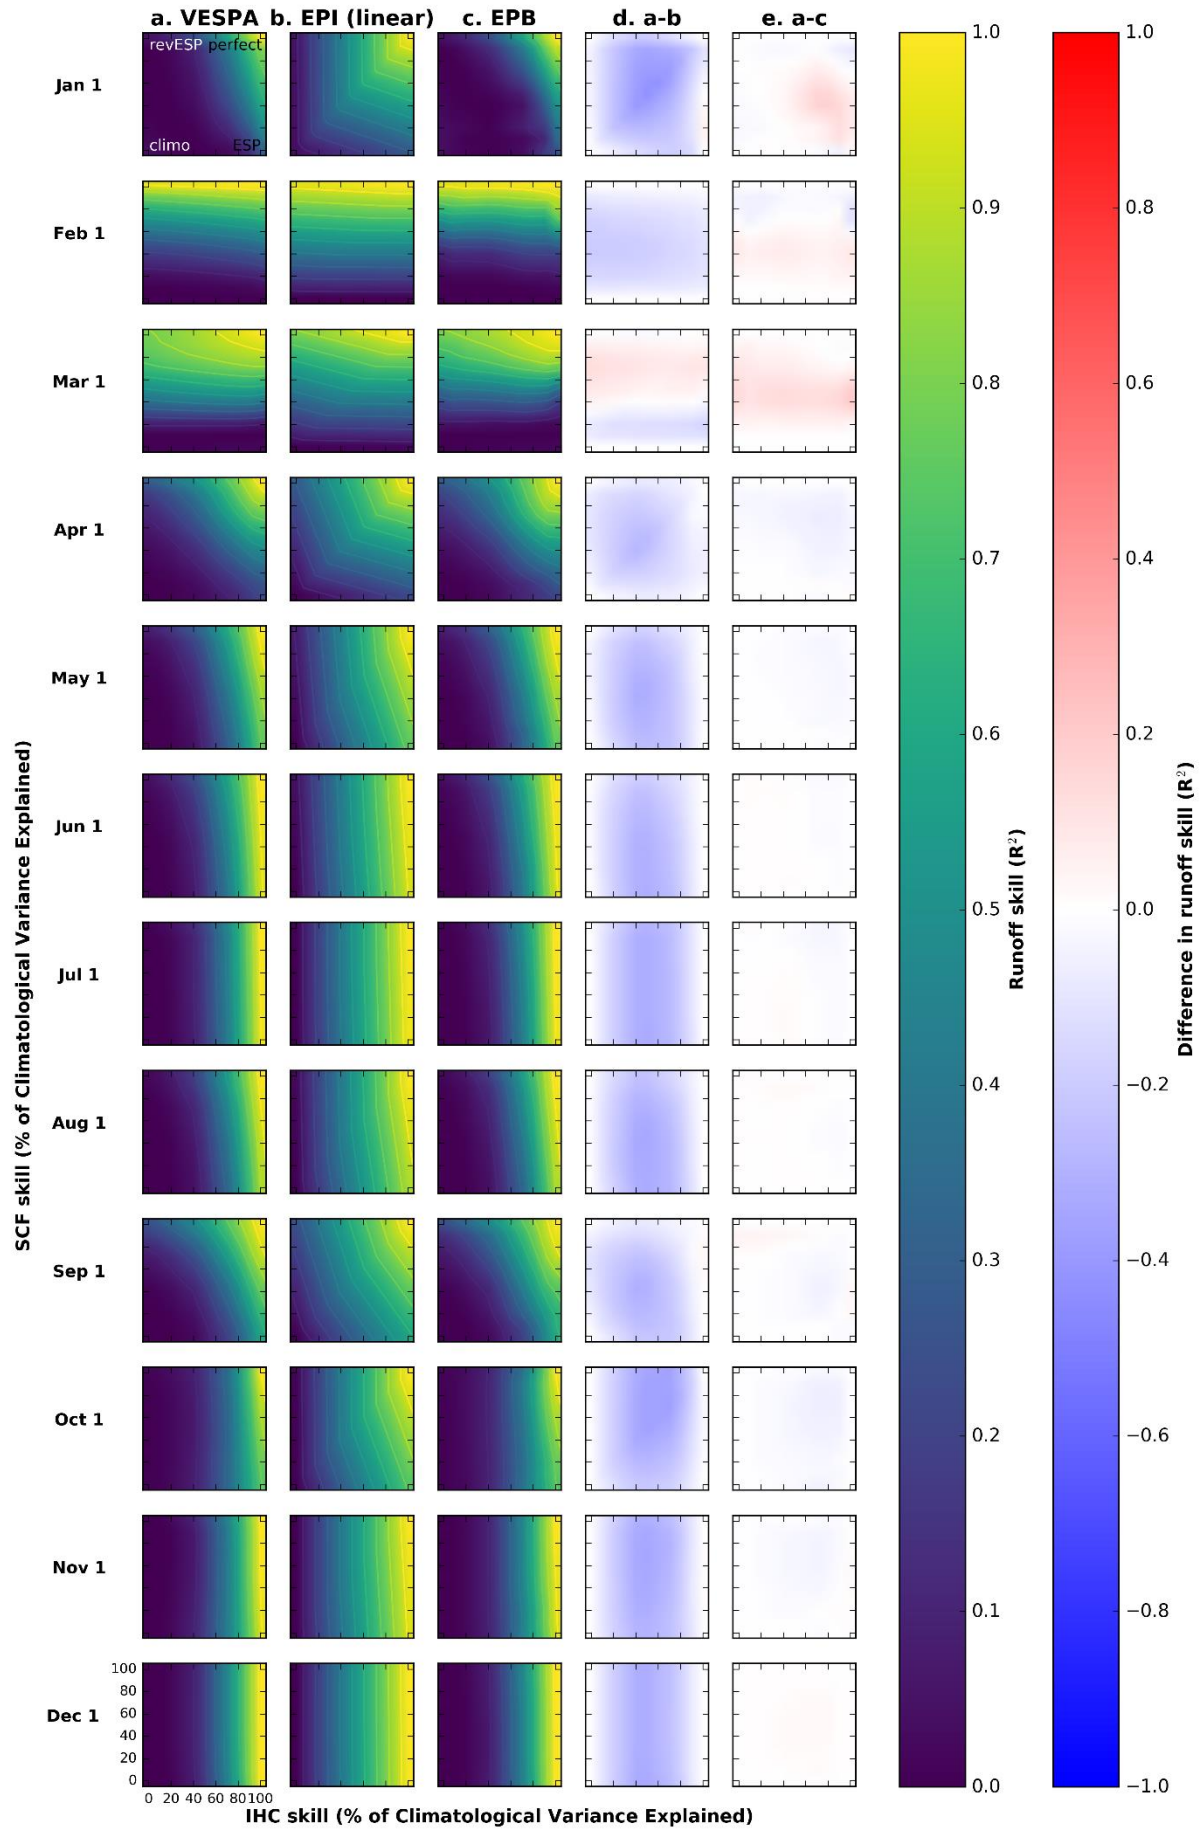 a. VESPA b. EPI (linear) c. EPB d. a-b e. a-c
revESP perfect
climo ESP
Jan 1
Feb 1
Mar 1
Apr 1
May 1
Jun 1
Jul 1
Aug 1
Sep 1
Oct 1
Nov 1
Dec 1
SCF skill (% of Climatological Variance Explained)
100
80
60
40
20
0
0 20 40 60 80 100
IHC skill (% of Climatological Variance Explained)
1.0
0.9
0.8
0.7
0.6
0.5
0.4
0.3
0.2
0.1
0.0
Runoff skill (R²)
1.0
0.8
0.6
0.4
0.2
0.0
−0.2
−0.4
−0.6
−0.8
−1.0
Difference in runoff skill (R²)